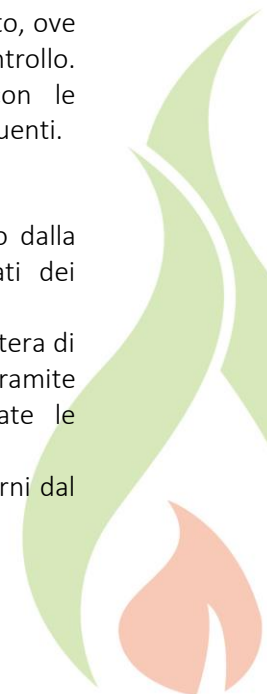 to, ove
ntrollo.
on le
uenti.
dalla
ati dei
tera di
ramite
ate le
rni dal